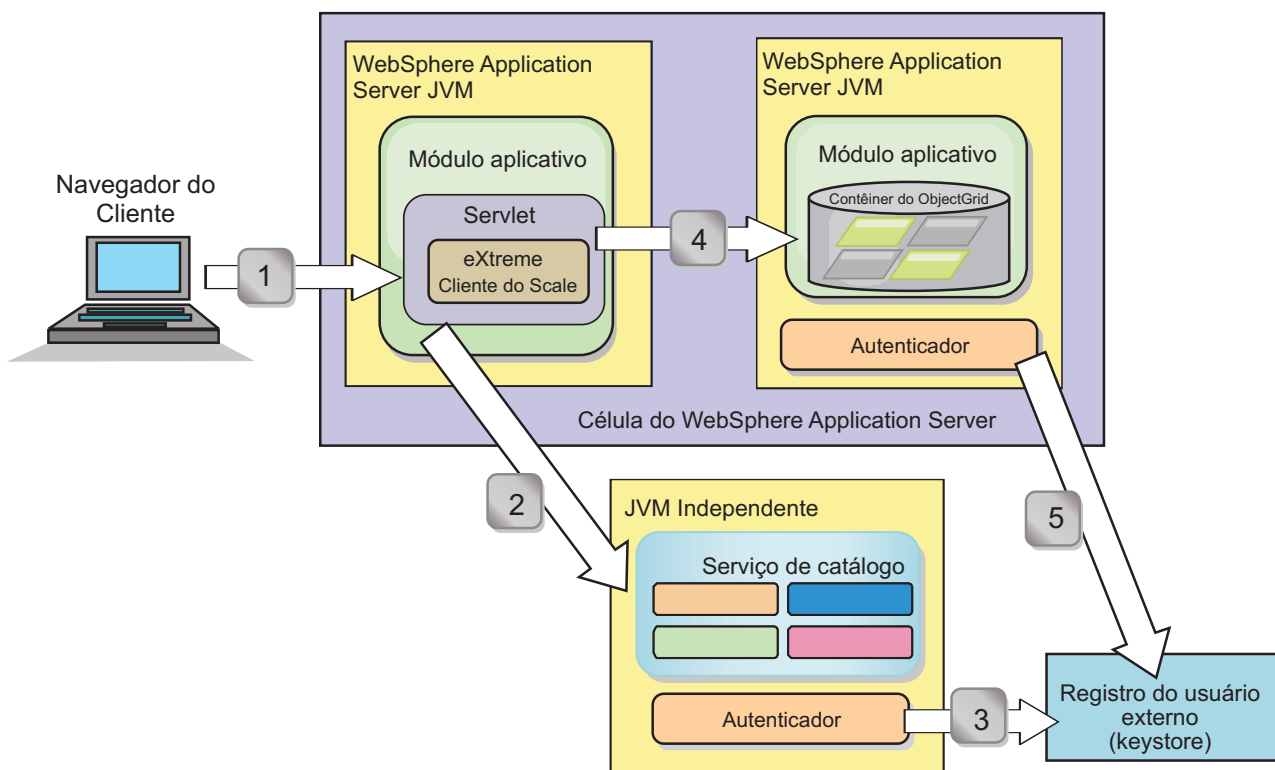 WebSphere Application
Server JVM
Módulo aplicativo
Servlet
eXtreme
Cliente do Scale
WebSphere Application
Server JVM
Módulo aplicativo
Contêiner do ObjectGrid
Autenticador
Navegador do
Cliente
1
4
Célula do WebSphere Application Server
2
5
JVM Independente
Serviço de catálogo
Autenticador
3
Registro do usuário
externo
(keystore)